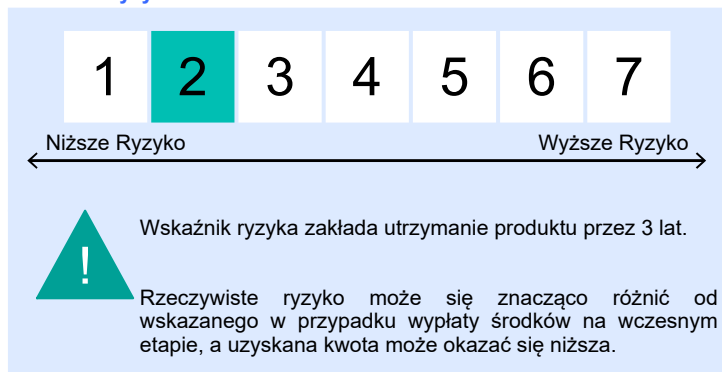 1 2 3 4 5 6 7
Niższe Ryzyko Wyższe Ryzyko
!
Wskaźnik ryzyka zakłada utrzymanie produktu przez 3 lat.
Rzeczywiste ryzyko może się znacząco różnić od
wskazanego w przypadku wypłaty środków na wczesnym
etapie, a uzyskana kwota może okazać się niższa.